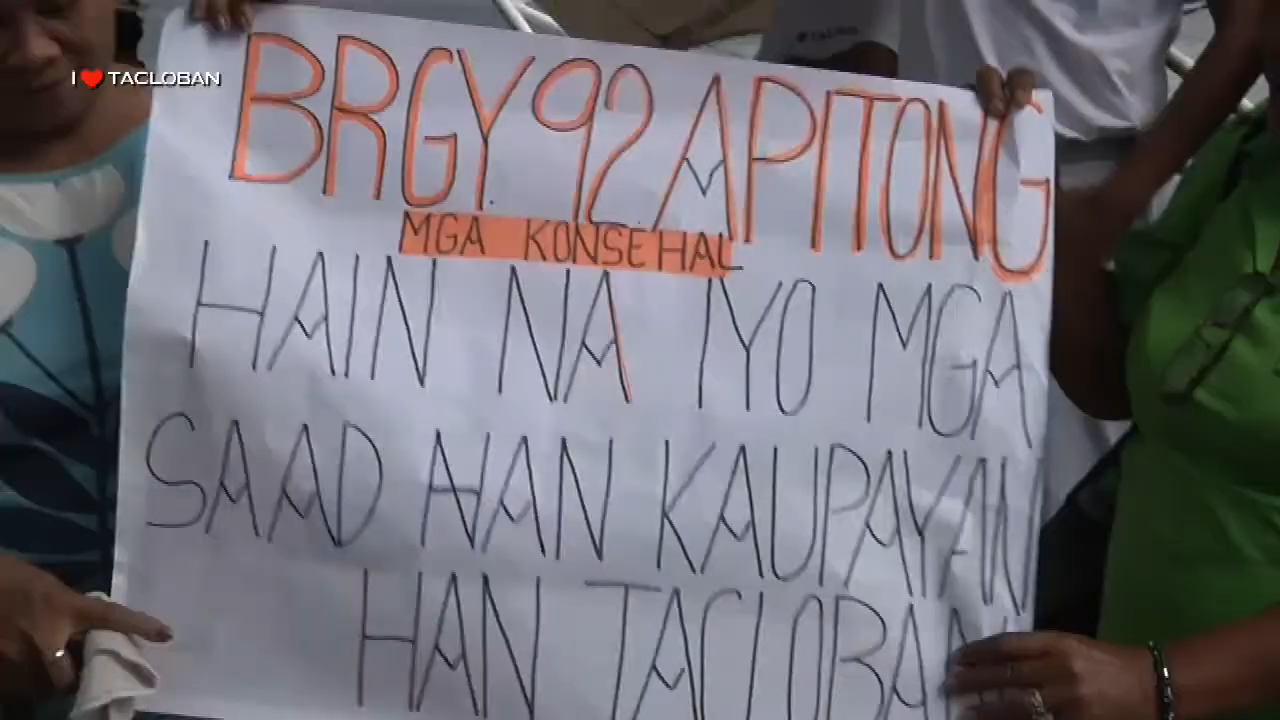 I ❤ TACLOBAN
BRGY 92 APITONG
MGA KONSEHAL
HAIN NA IYO MGA
SAAD HAN KAUPAYAN
HAN TACLOBAN